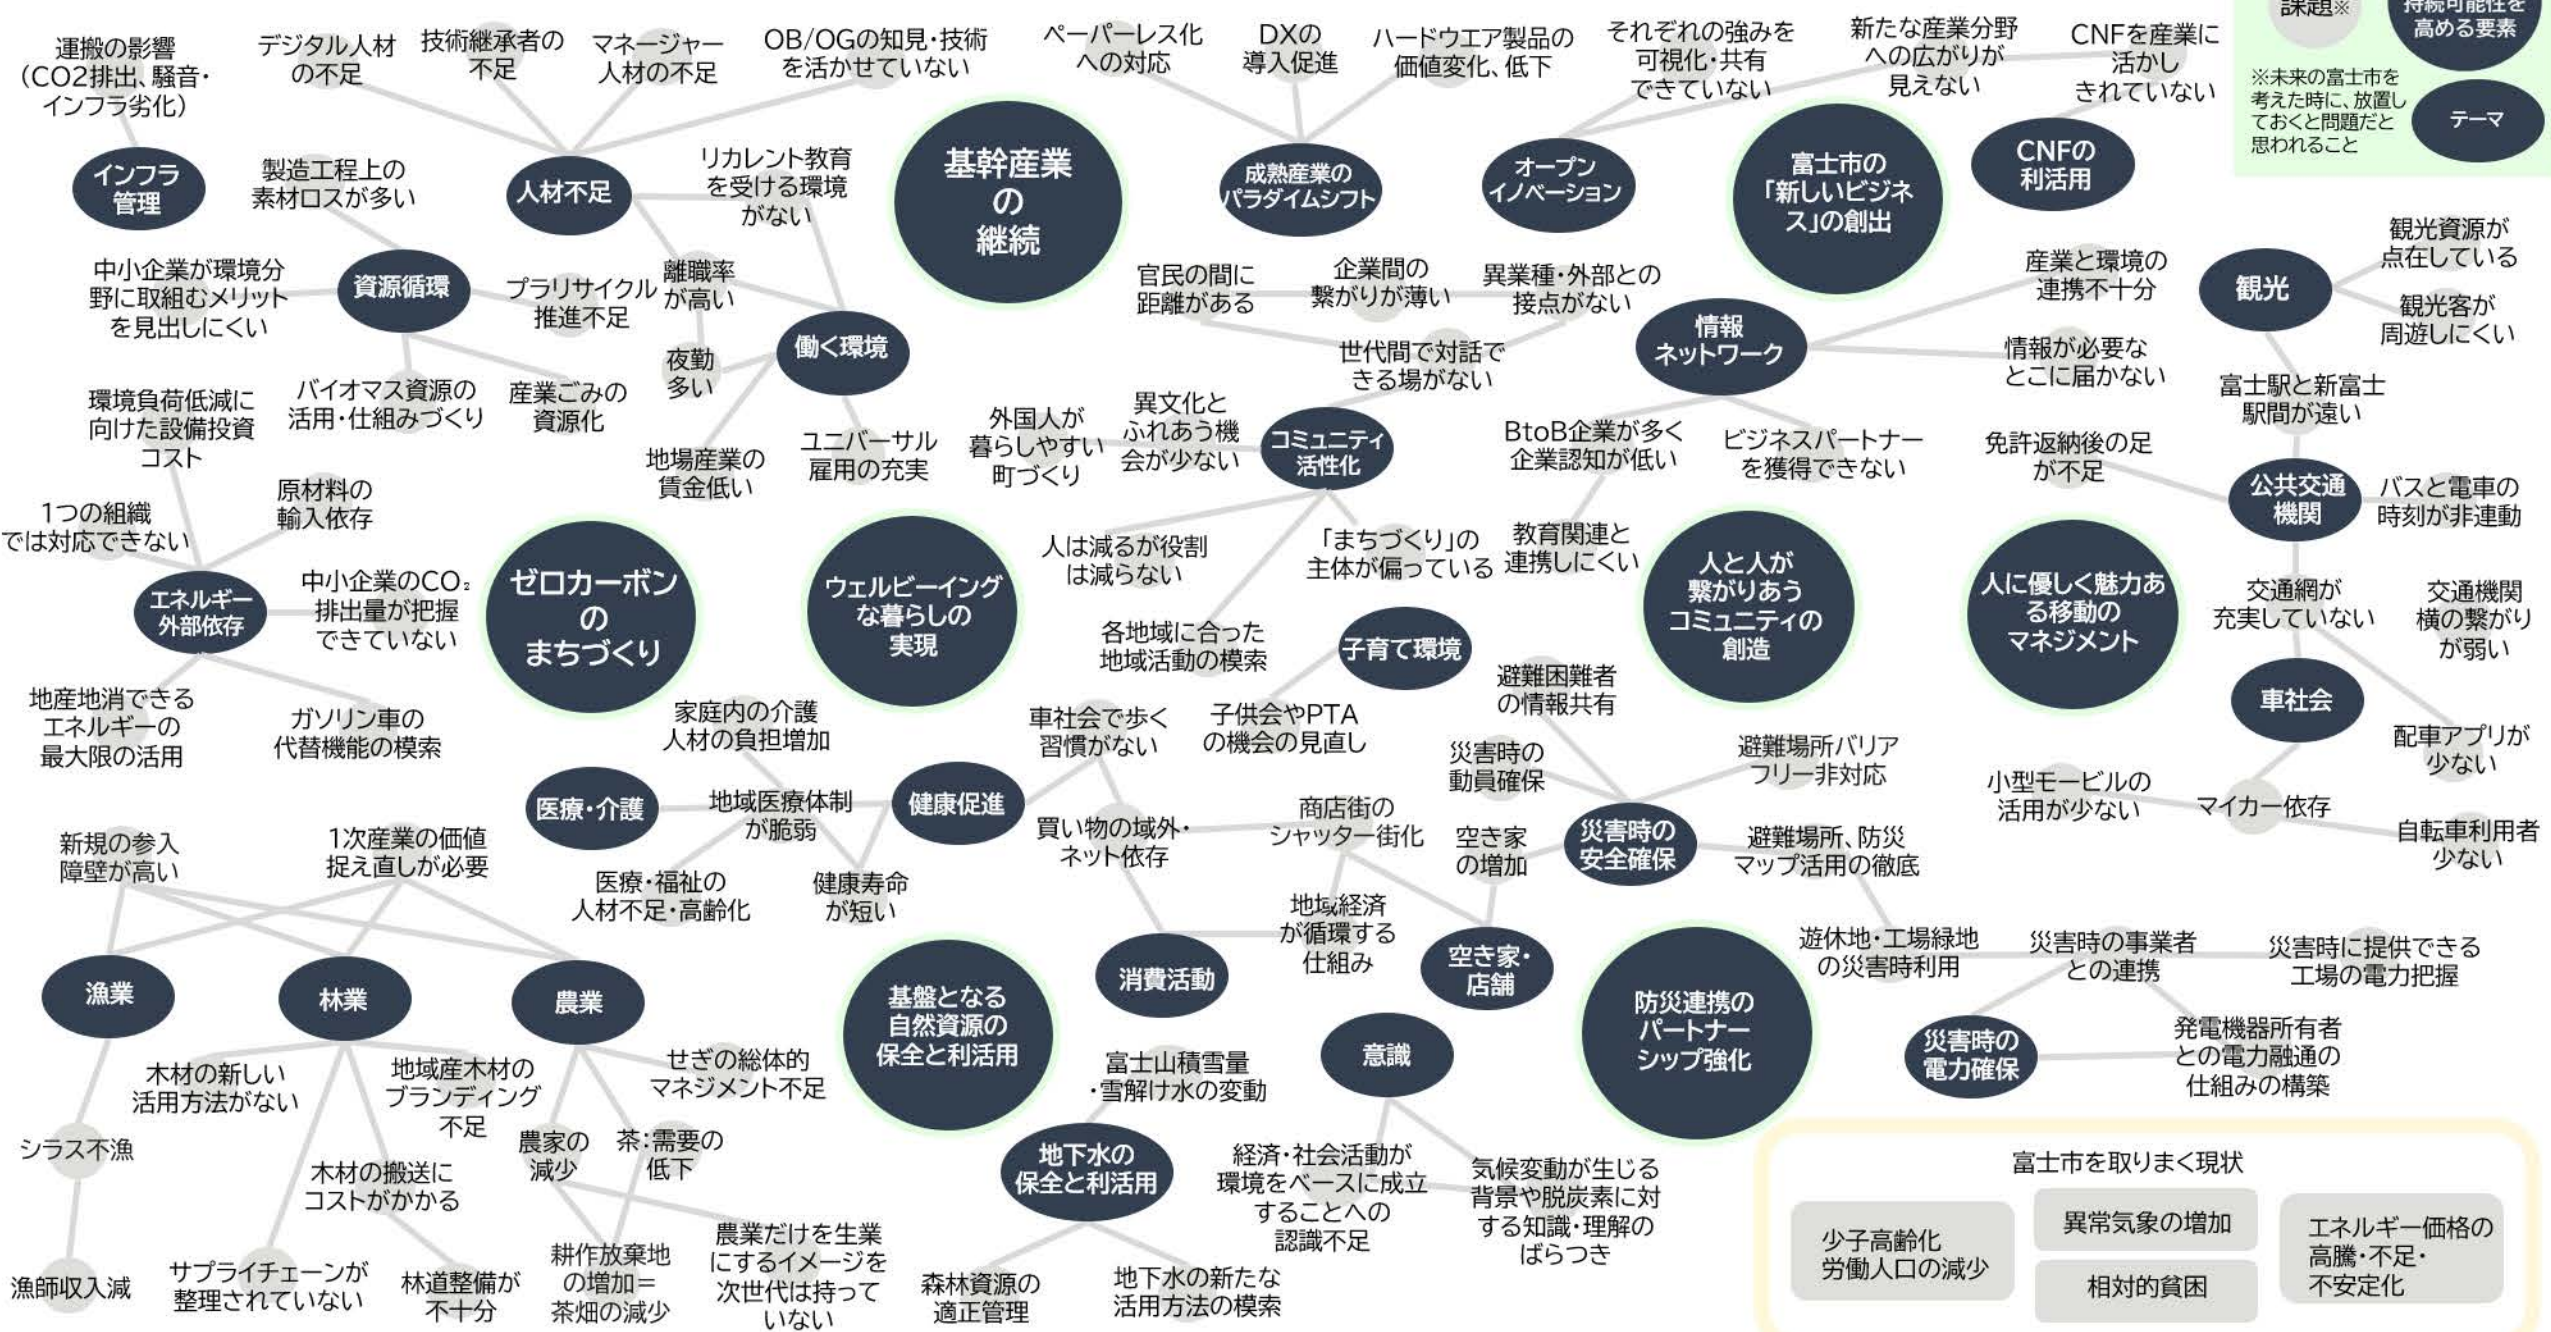 課題※
持続可能性を
高める要素
※未来の富士市を
考えた時に、放置し
ておくと問題だと
思われること
テーマ
運搬の影響
(CO2排出、騒音・
インフラ劣化)
デジタル人材
の不足
技術継承者の
不足
マネージャー
人材の不足
OB/OGの知見・技術
を活かせていない
ペーパーレス化
への対応
DXの
導入促進
ハードウエア製品の
価値変化、低下
それぞれの強みを
可視化・共有
できていない
新たな産業分野
への広がりが
見えない
CNFを産業に
活かし
きれていない
インフラ
管理
製造工程上の
素材ロスが多い
人材不足
リカレント教育
を受ける環境
がない
基幹産業
の
継続
成熟産業の
パラダイムシフト
オープン
イノベーション
富士市の
「新しいビジネ
ス」の創出
CNFの
利活用
中小企業が環境分
野に取組むメリット
を見出しにくい
資源循環
プラリサイクル
推進不足
離職率
が高い
官民の間に
距離がある
企業間の
繋がりが薄い
異業種・外部との
接点がない
産業と環境の
連携不十分
観光
観光資源が
点在している
観光客が
周遊しにくい
夜勤
多い
働く環境
世代間で対話で
きる場がない
情報
ネットワーク
情報が必要な
とこに届かない
富士駅と新富士
駅間が遠い
環境負荷低減に
向けた設備投資
コスト
バイオマス資源の
活用・仕組みづくり
産業ごみの
資源化
地場産業の
賃金低い
ユニバーサル
雇用の充実
外国人が
暮らしやすい
町づくり
異文化と
ふれあう機
会が少ない
コミュニティ
活性化
BtoB企業が多く
企業認知が低い
ビジネスパートナー
を獲得できない
免許返納後の足
が不足
公共交通
機関
バスと電車の
時刻が非連動
1つの組織
では対応できない
原材料の
輸入依存
人は減るが役割
は減らない
「まちづくり」の
主体が偏っている
教育関連と
連携しにくい
エネルギー
外部依存
中小企業のCO₂
排出量が把握
できていない
ゼロカーボン
の
まちづくり
ウェルビーイング
な暮らしの
実現
各地域に合った
地域活動の模索
子育て環境
人と人が
繋がりあう
コミュニティの
創造
人に優しく魅力あ
る移動の
マネジメント
交通網が
充実していない
交通機関
横の繋がり
が弱い
地産地消できる
エネルギーの
最大限の活用
ガソリン車の
代替機能の模索
家庭内の介護
人材の負担増加
車社会で歩く
習慣がない
子供会やPTA
の機会の見直し
避難困難者
の情報共有
災害時の
動員確保
避難場所バリア
フリー非対応
車社会
配車アプリが
少ない
小型モービルの
活用が少ない
マイカー依存
自転車利用者
少ない
医療・介護
地域医療体制
が脆弱
健康促進
買い物の域外・
ネット依存
商店街の
シャッター街化
空き家
の増加
災害時の
安全確保
避難場所、防災
マップ活用の徹底
新規の参入
障壁が高い
1次産業の価値
捉え直しが必要
医療・福祉の
人材不足・高齢化
健康寿命
が短い
地域経済
が循環する
仕組み
漁業
林業
農業
基盤となる
自然資源の
保全と利活用
消費活動
空き家・
店舗
防災連携の
パートナー
シップ強化
遊休地・工場緑地
の災害時利用
災害時の事業者
との連携
災害時に提供できる
工場の電力把握
災害時の
電力確保
発電機器所有者
との電力融通の
仕組みの構築
木材の新しい
活用方法がない
地域産木材の
ブランディング
不足
せぎの総体的
マネジメント不足
富士山積雪量
・雪解け水の変動
意識
シラス不漁
木材の搬送に
コストがかかる
農家の
減少
茶:需要の
低下
地下水の
保全と利活用
経済・社会活動が
環境をベースに成立
することへの
認識不足
気候変動が生じる
背景や脱炭素に対
する知識・理解の
ばらつき
漁師収入減
サプライチェーンが
整理されていない
林道整備が
不十分
耕作放棄地
の増加＝
茶畑の減少
農業だけを生業
にするイメージを
次世代は持って
いない
森林資源の
適正管理
地下水の新たな
活用方法の模索
富士市を取りまく現状
少子高齢化
労働人口の減少
異常気象の増加
相対的貧困
エネルギー価格の
高騰・不足・
不安定化